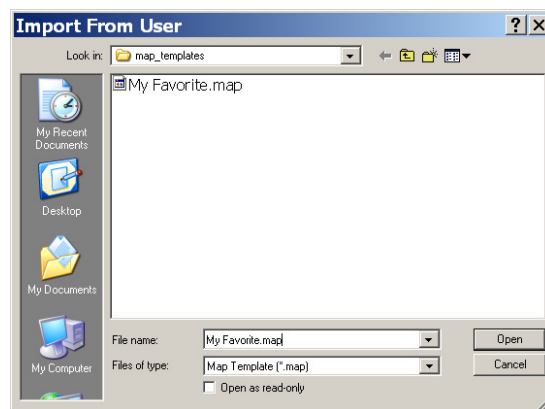 Import From User
Look in: map_templates
My Favorite.map
My Recent
Documents
Desktop
My Documents
My Computer
File name: My Favorite.map Open
Files of type: Map Template (*.map) Cancel
Open as read-only